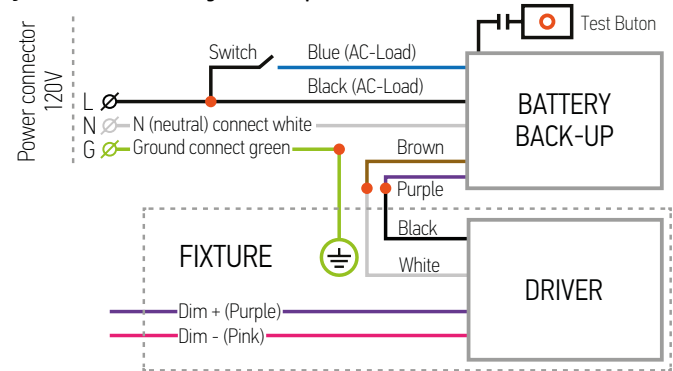 Test Buton
Switch
Blue (AC-Load)
Power connector
120V
Black (AC-Load)
L
BATTERY
BACK-UP
N
N (neutral) connect white
G
Ground connect green
Brown
Purple
Black
FIXTURE
White
DRIVER
Dim + (Purple)
Dim - (Pink)